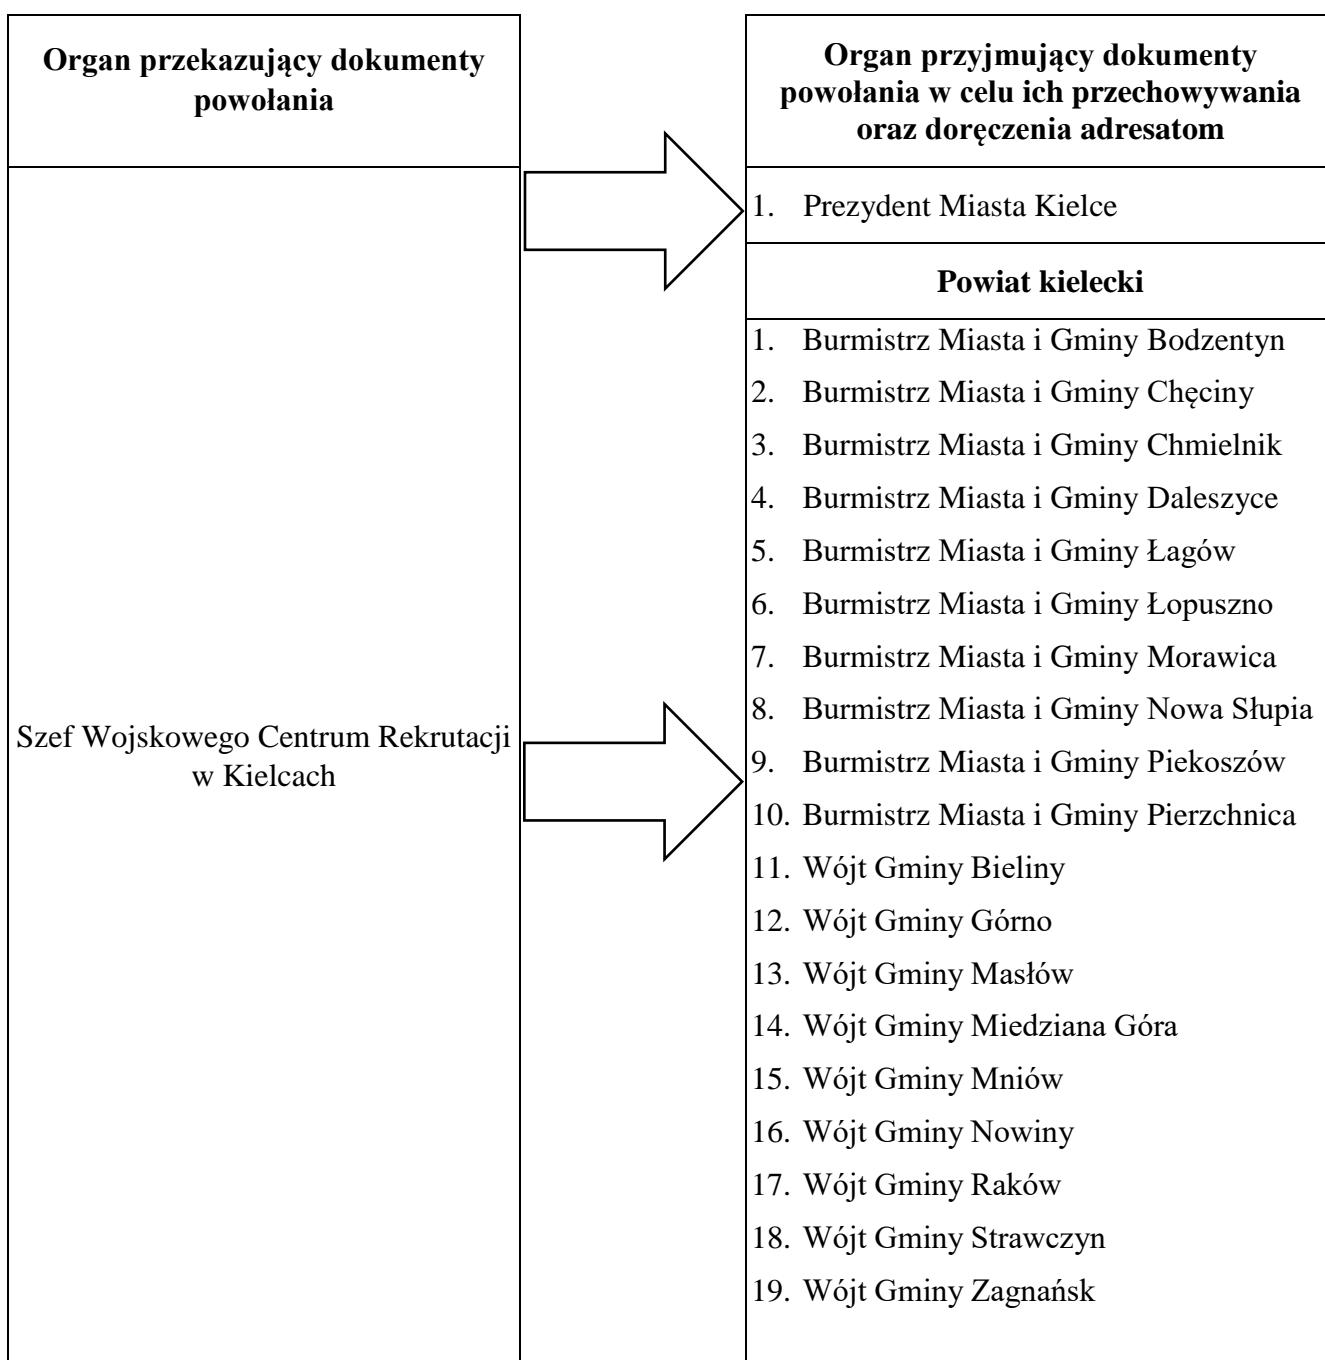 Organ przekazujący dokumenty
powołania
Organ przyjmujący dokumenty
powołania w celu ich przechowywania
oraz doręczenia adresatom
Szef Wojskowego Centrum Rekrutacji
w Kielcach
1. Prezydent Miasta Kielce
Powiat kielecki
1. Burmistrz Miasta i Gminy Bodzentyn
2. Burmistrz Miasta i Gminy Chęciny
3. Burmistrz Miasta i Gminy Chmielnik
4. Burmistrz Miasta i Gminy Daleszyce
5. Burmistrz Miasta i Gminy Łagów
6. Burmistrz Miasta i Gminy Łopuszno
7. Burmistrz Miasta i Gminy Morawica
8. Burmistrz Miasta i Gminy Nowa Słupia
9. Burmistrz Miasta i Gminy Piekoszów
10. Burmistrz Miasta i Gminy Pierzchnica
11. Wójt Gminy Bieliny
12. Wójt Gminy Górno
13. Wójt Gminy Masłów
14. Wójt Gminy Miedziana Góra
15. Wójt Gminy Mniów
16. Wójt Gminy Nowiny
17. Wójt Gminy Raków
18. Wójt Gminy Strawczyn
19. Wójt Gminy Zagnańsk